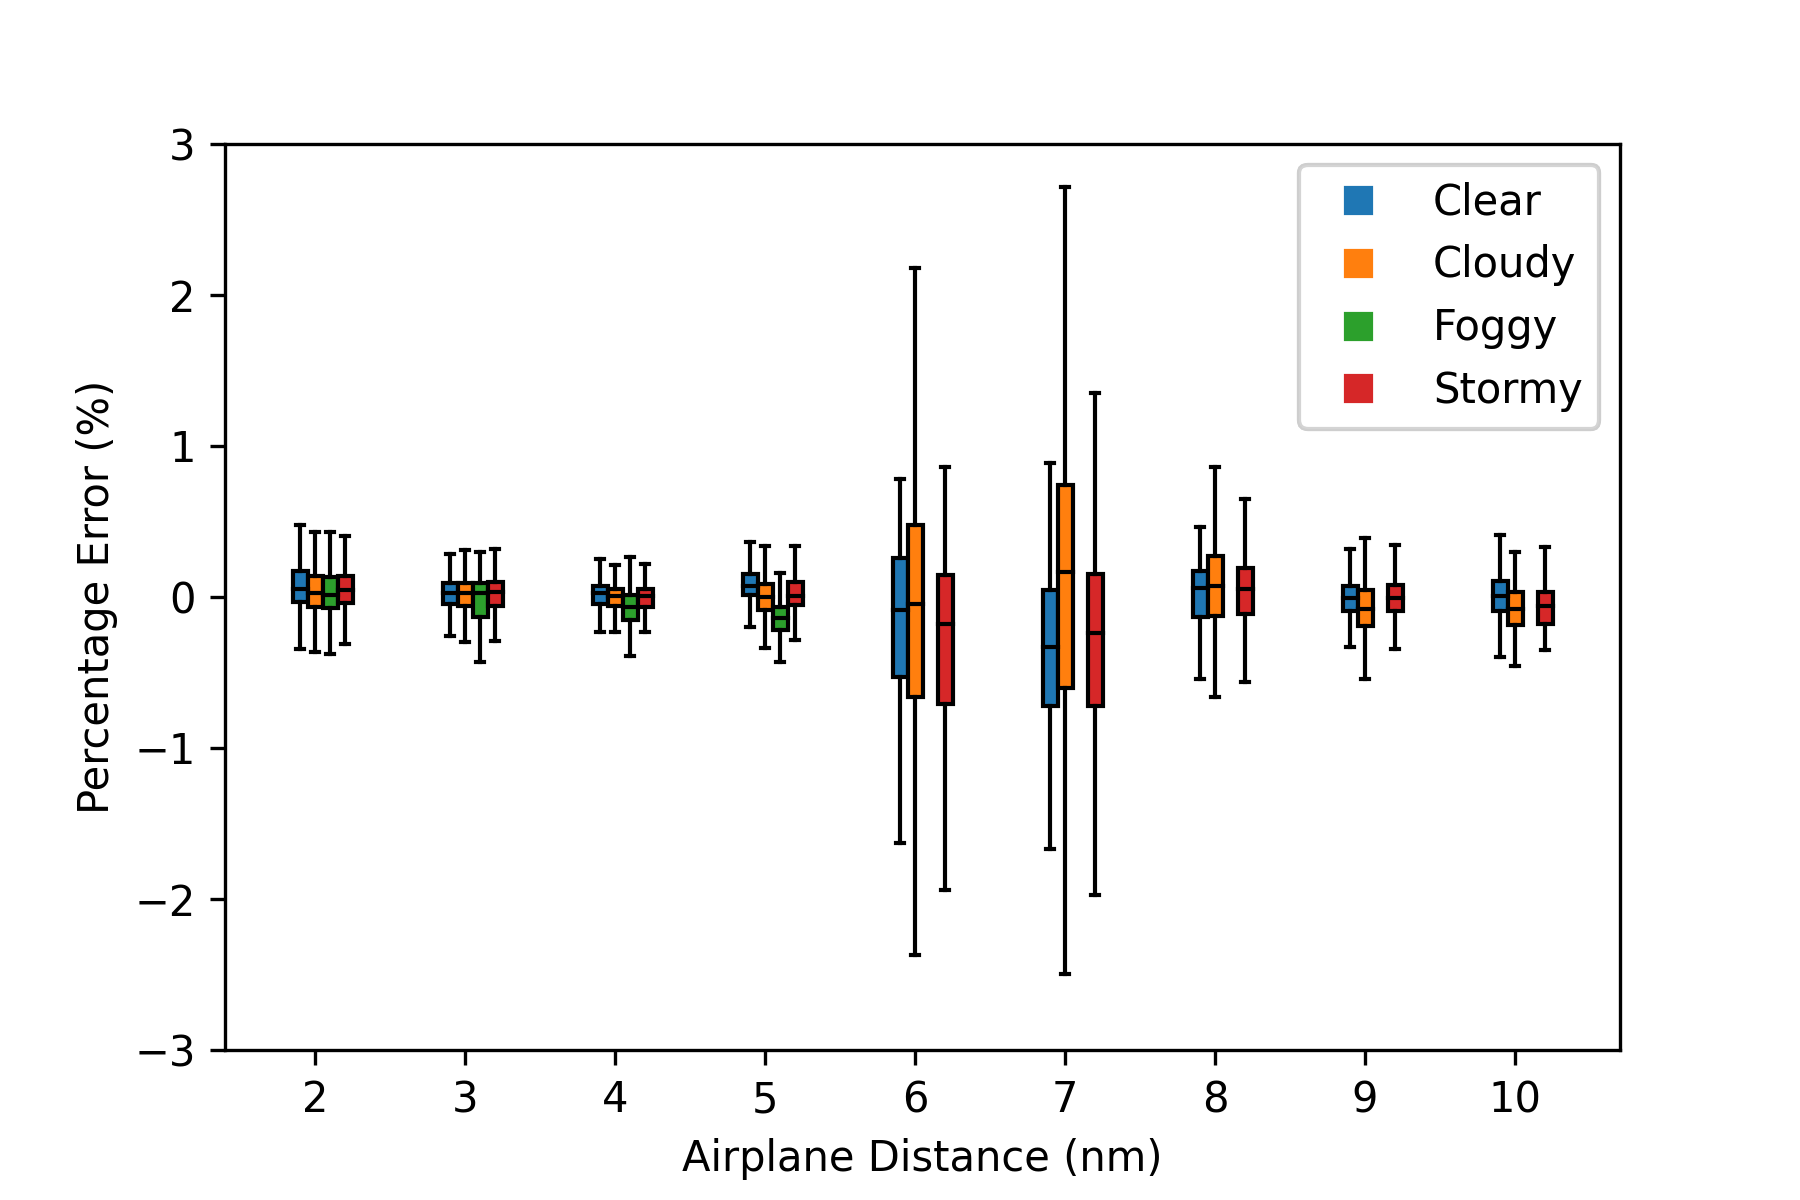 3
2
1
0
−1
−2
−3
Percentage Error (%)
Clear
Cloudy
Foggy
Stormy
2 3 4 5 6 7 8 9 10
Airplane Distance (nm)